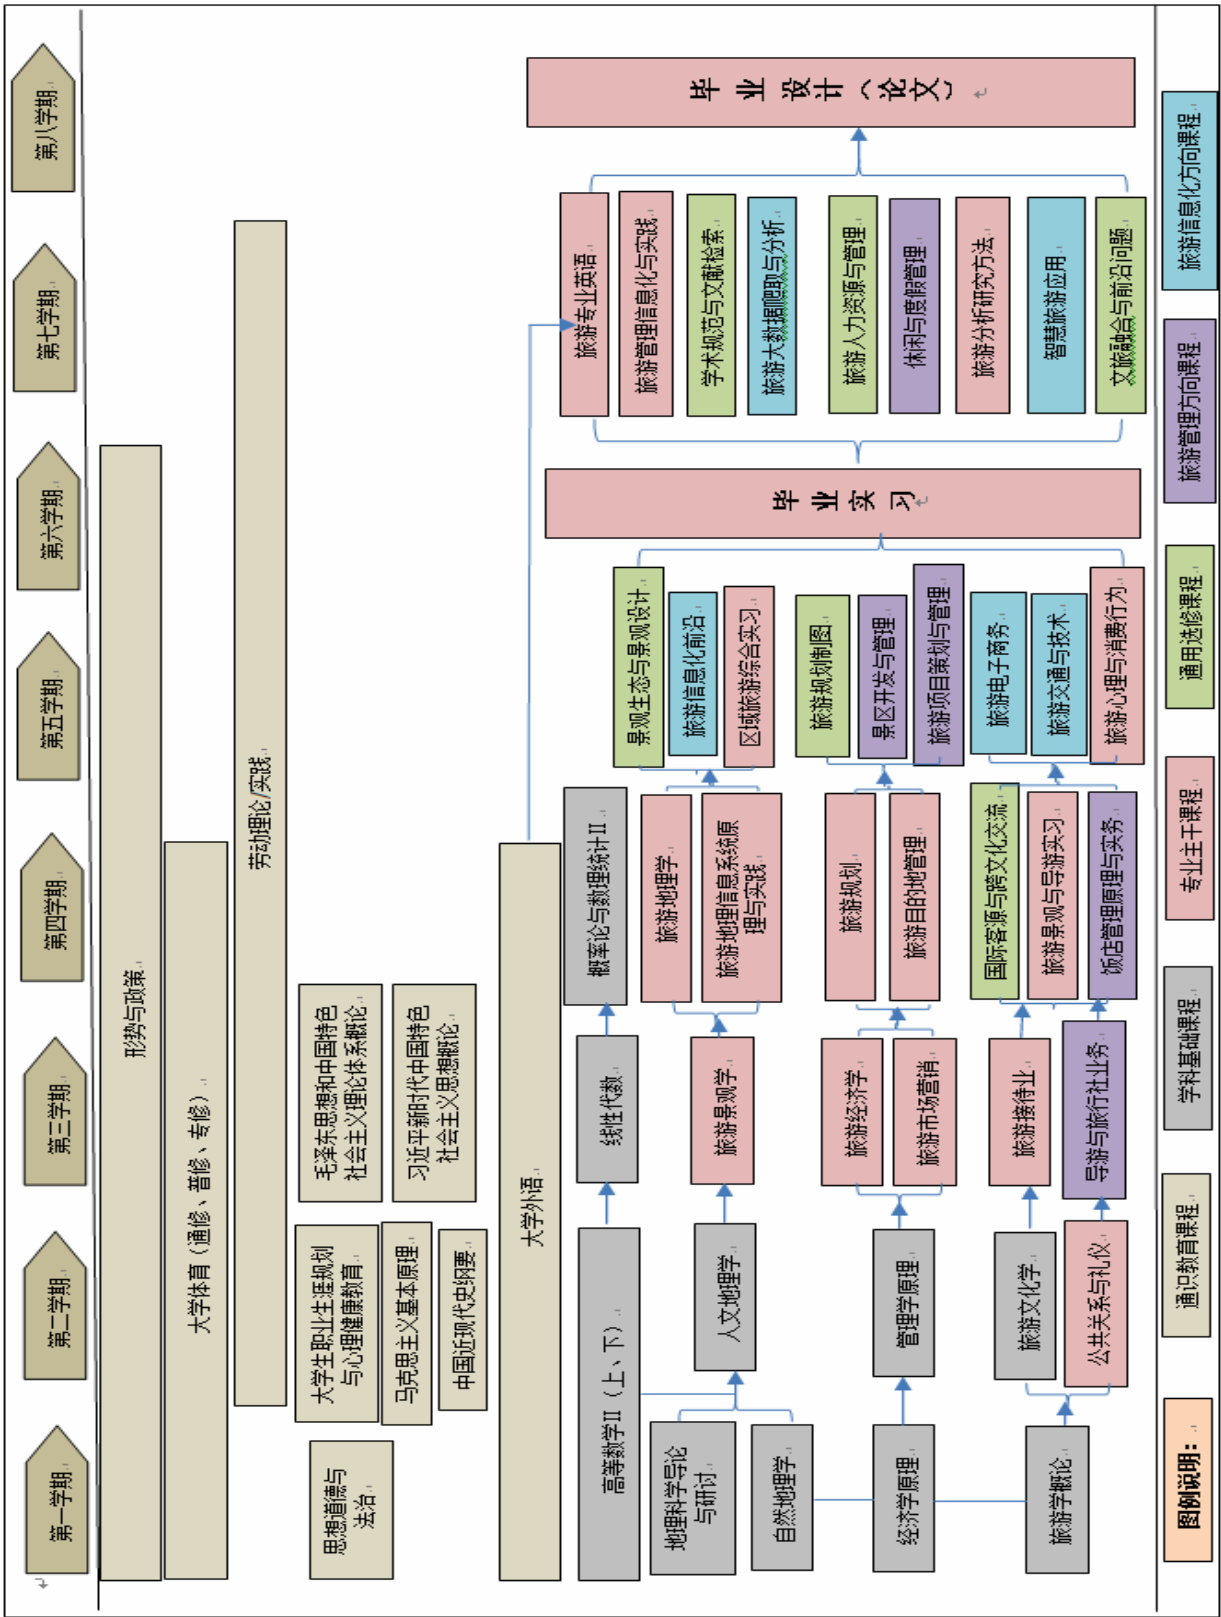 第一学期
第二学期
第三学期
第四学期
第五学期
第六学期
第七学期
第八学期
形势与政策
大学体育（通修、普修、专修）
劳动理论/实践
思想道德与
法治
大学生职业生涯规划
与心理健康教育
马克思主义基本原理
中国近现代史纲要
毛泽东思想和中国特色
社会主义理论体系概论
习近平新时代中国特色
社会主义思想概论
大学外语
高等数学II（上、下）
线性代数
概率论与数理统计II
地理科学导论
与研讨
自然地理学
人文地理学
旅游景观学
旅游地理学
旅游地理信息系统原
理与实践
景观生态与景观设计
旅游信息化前沿
区域旅游综合实习
经济学原理
管理学原理
旅游经济学
旅游市场营销
旅游规划
旅游目的地管理
旅游规划制图
景区开发与管理
旅游项目策划与管理
旅游学概论
旅游文化学
公共关系与礼仪
旅游接待业
导游与旅行社业务
国际客源与跨文化交流
旅游景观与导游实习
饭店管理原理与实务
旅游电子商务
旅游交通与技术
旅游心理与消费行为
毕业实习
旅游专业英语
旅游管理信息化与实践
学术规范与文献检索
旅游大数据爬取与分析
旅游人力资源与管理
休闲与度假管理
旅游分析研究方法
智慧旅游应用
文旅融合与前沿问题
毕业设计（论文）
图例说明：
通识教育课程
学科基础课程
专业主干课程
通用选修课程
旅游管理方向课程
旅游信息化方向课程